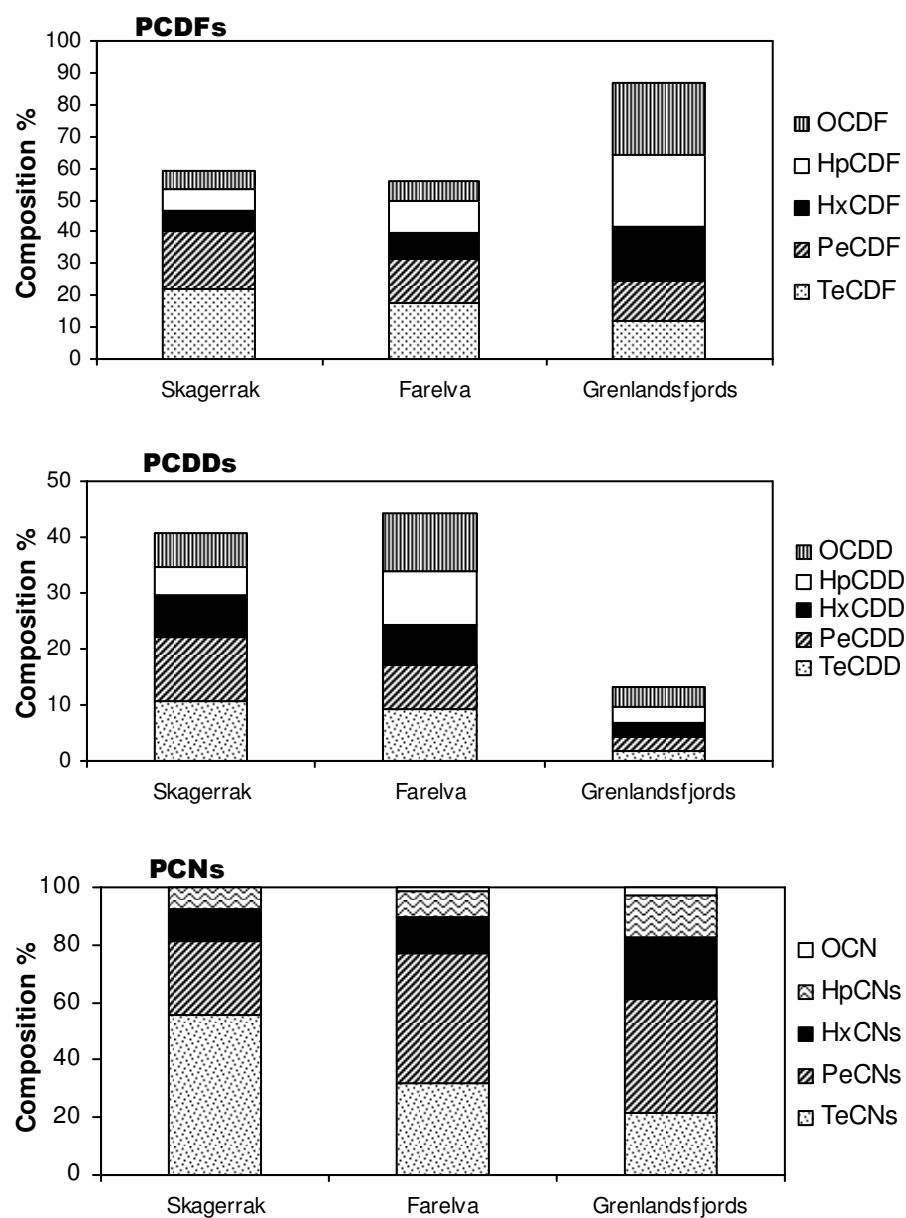 PCDFs
100
90
80
70
60
50
40
30
20
10
0
Composition %
Skagerrak Farelva Grenlandsfjords
OCDF
HpCDF
HxCDF
PeCDF
TeCDF
PCDDs
50
40
30
20
10
0
Composition %
Skagerrak Farelva Grenlandsfjords
OCDD
HpCDD
HxCDD
PeCDD
TeCDD
PCNs
100
80
60
40
20
0
Composition %
Skagerrak Farelva Grenlandsfjords
OCN
HpCNs
HxCNs
PeCNs
TeCNs